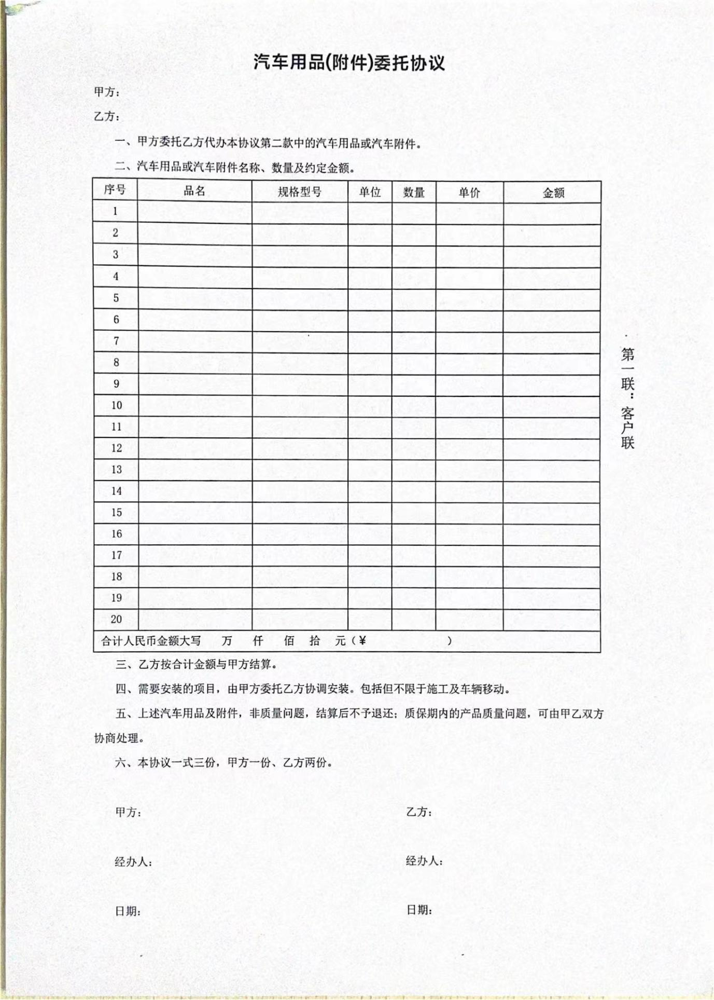 汽车用品(附件)委托协议
甲方：
乙方：
一、甲方委托乙方代办本协议第二款中的汽车用品或汽车附件。
二、汽车用品或汽车附件名称、数量及约定金额。
序号 品名 规格型号 单位 数量 单价 金额
1
2
3
4
5
6
7
8
9
10
11
12
13
14
15
16
17
18
19
20
合计人民币金额大写 万 仟 佰 拾 元（¥ ）
三、乙方按合计金额与甲方结算。
四、需要安装的项目，由甲方委托乙方协调安装。包括但不限于施工及车辆移动。
五、上述汽车用品及附件，非质量问题，结算后不予退还；质保期内的产品质量问题，可由甲乙双方
协商处理。
六、本协议一式三份，甲方一份、乙方两份。
甲方： 乙方：
经办人： 经办人：
日期： 日期：
第一联：客户联